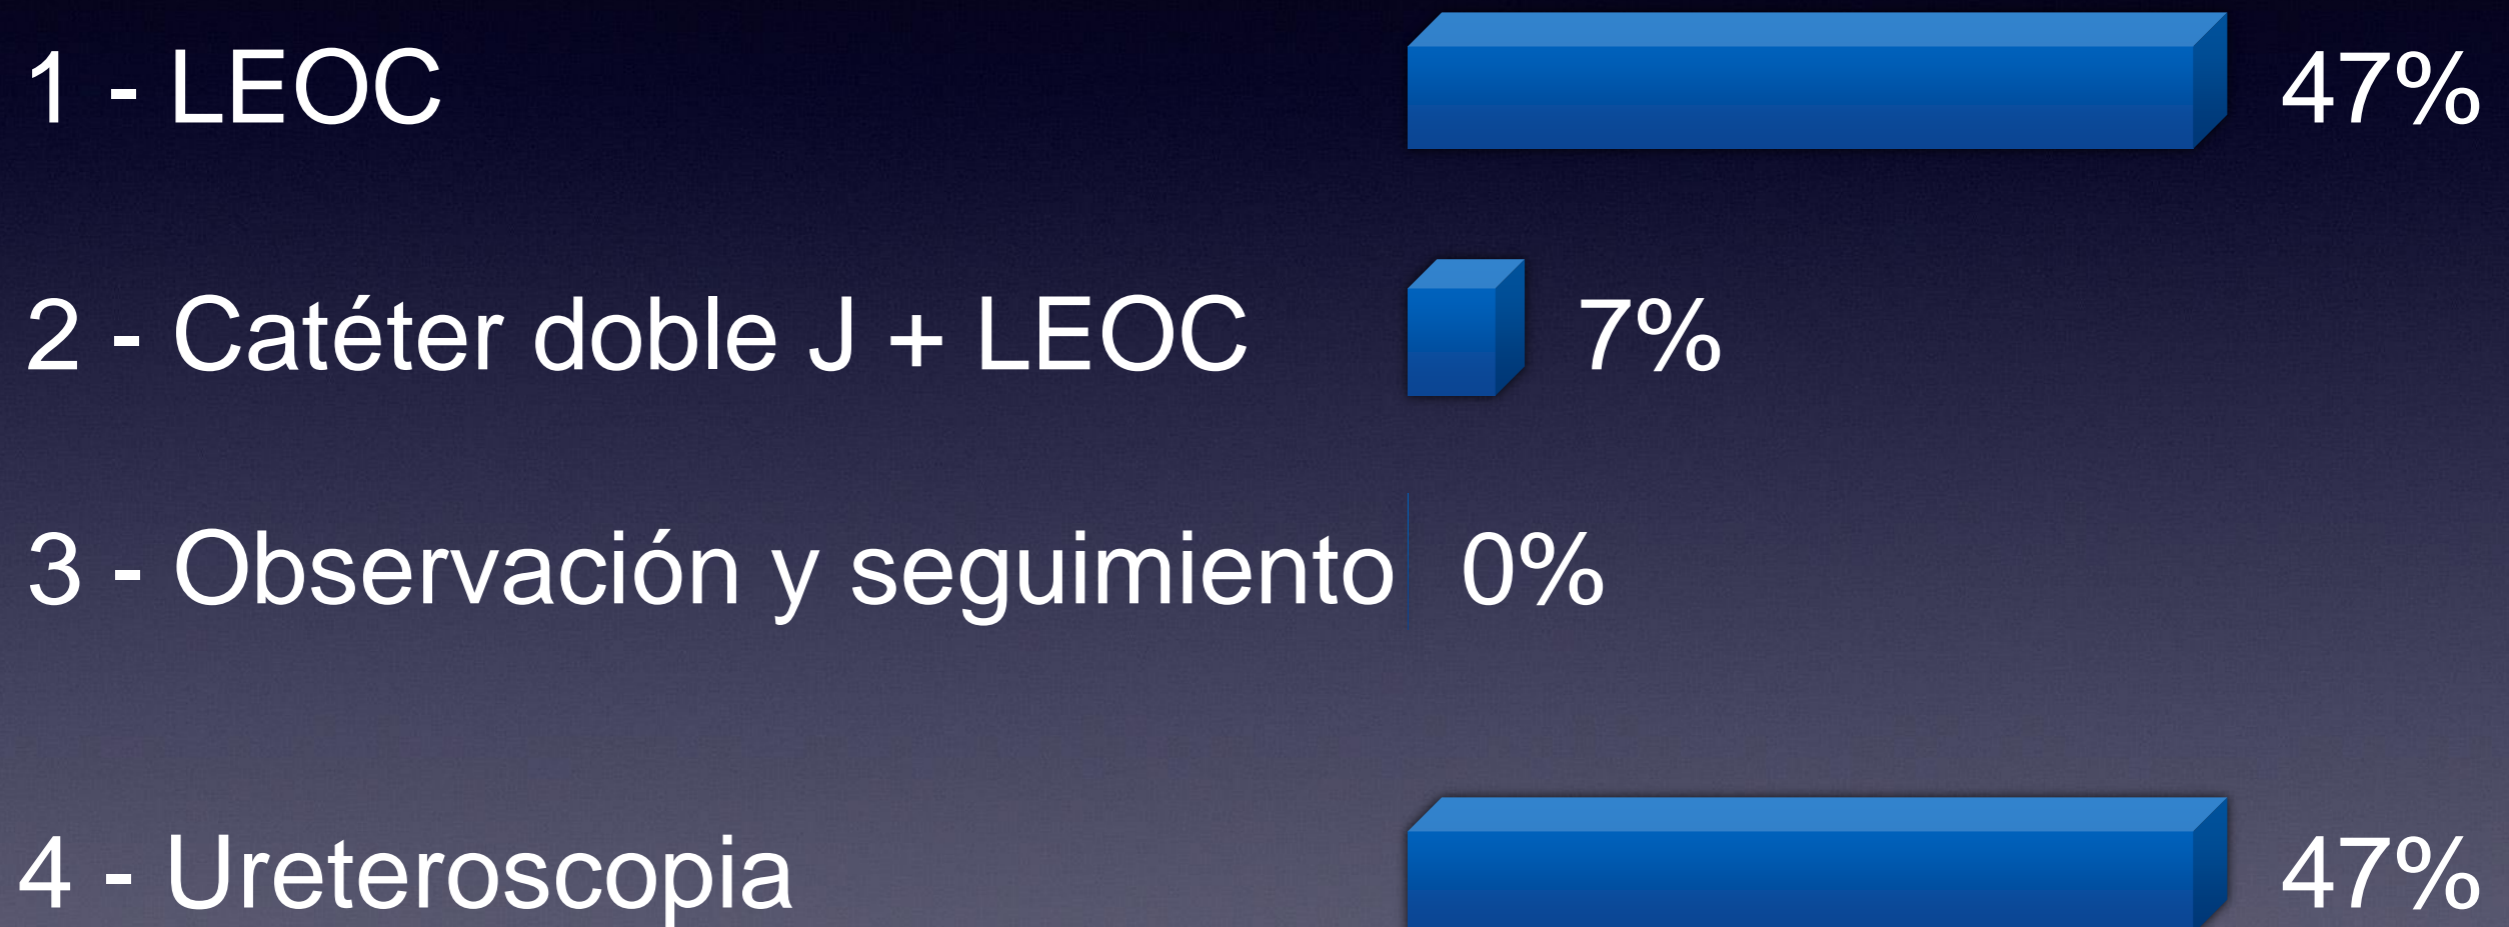 1 - LEOC 47%
2 - Catéter doble J + LEOC 7%
3 - Observación y seguimiento 0%
4 - Ureteroscopia 47%